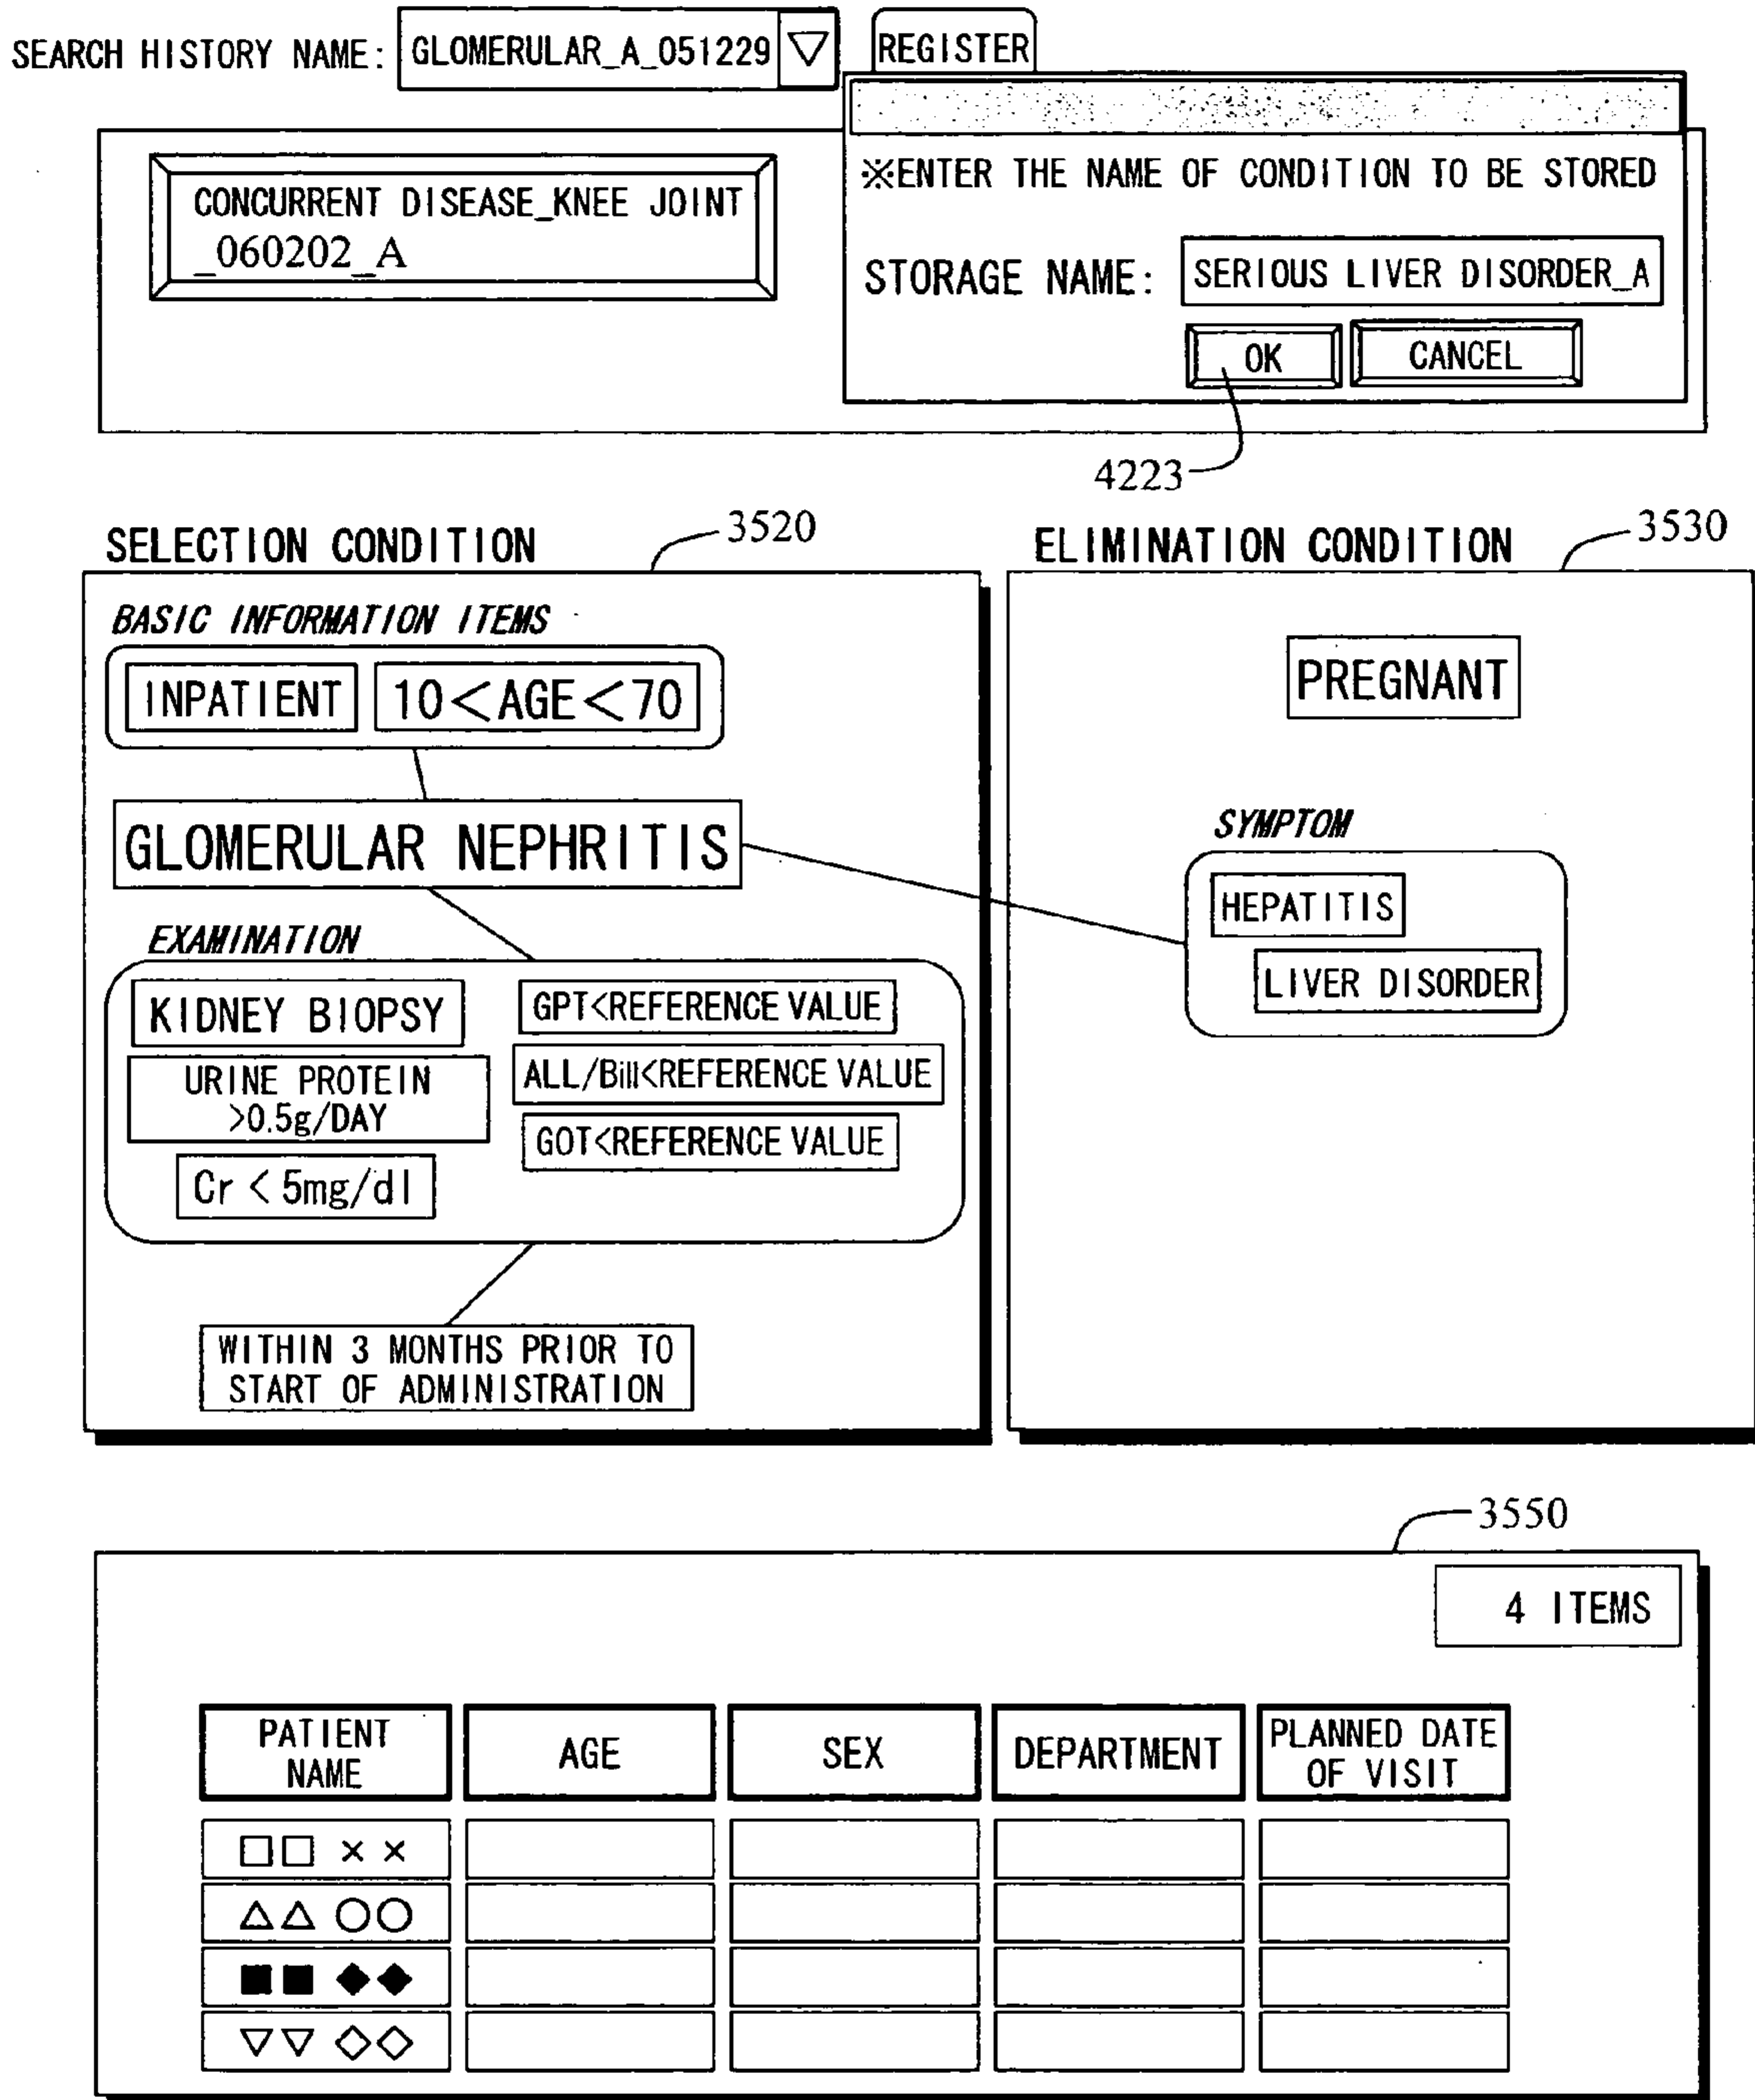 SEARCH HISTORY NAME: GLOMERULAR_A_051229 ▽ REGISTER
CONCURRENT DISEASE_KNEE JOINT
_060202_A
※ENTER THE NAME OF CONDITION TO BE STORED
STORAGE NAME: SERIOUS LIVER DISORDER_A
OK CANCEL
4223
SELECTION CONDITION 3520
BASIC INFORMATION ITEMS
INPATIENT 10<AGE<70
GLOMERULAR NEPHRITIS
EXAMINATION
KIDNEY BIOPSY
URINE PROTEIN
>0.5g/DAY
Cr < 5mg/dl
GPT<REFERENCE VALUE
ALL/Bill<REFERENCE VALUE
GOT<REFERENCE VALUE
WITHIN 3 MONTHS PRIOR TO
START OF ADMINISTRATION
ELIMINATION CONDITION 3530
PREGNANT
SYMPTOM
HEPATITIS
LIVER DISORDER
3550
4 ITEMS
PATIENT
NAME
AGE
SEX
DEPARTMENT
PLANNED DATE
OF VISIT
□□ ××
△△ ○○
■■ ◆◆
▽▽ ◇◇